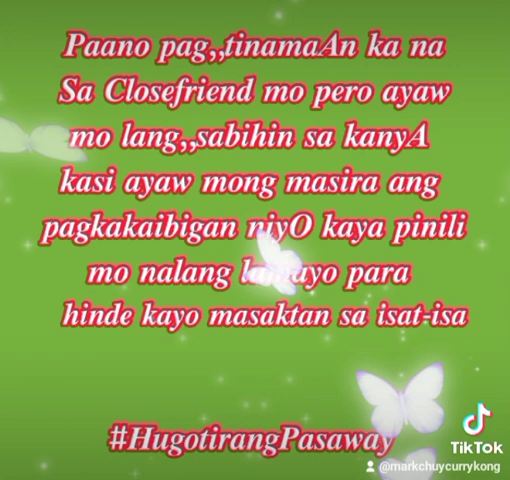 Paano pag,,tinamaAn ka na
Sa Closefriend mo pero ayaw
mo lang,,sabihin sa kanyA
kasi ayaw mong masira ang
pagkakaibigan niyO kaya pinili
mo nalang lamayo para
hinde kayo masaktan sa isat-isa
#HugotirangPasaway
TikTok
@markchuycurrykong